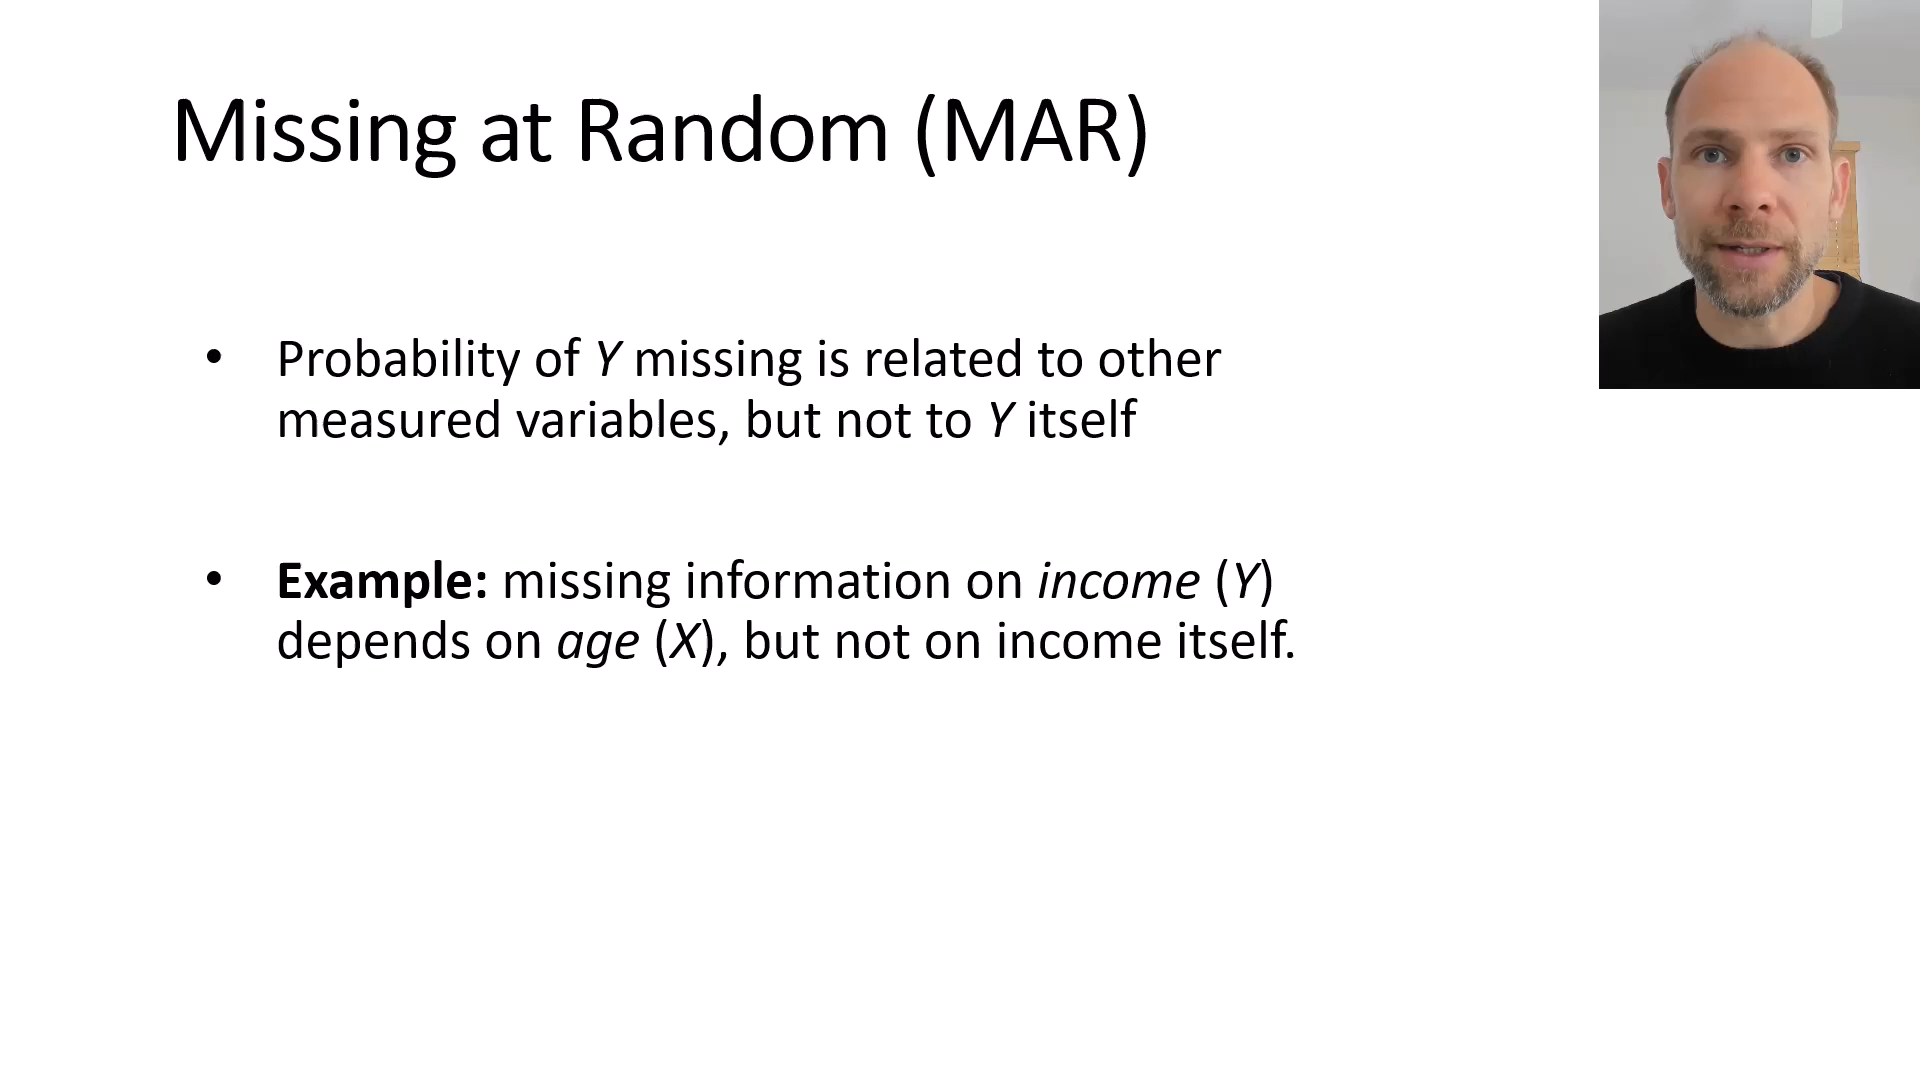 Missing at Random (MAR)
• Probability of Y missing is related to other
measured variables, but not to Y itself
• Example: missing information on income (Y)
depends on age (X), but not on income itself.